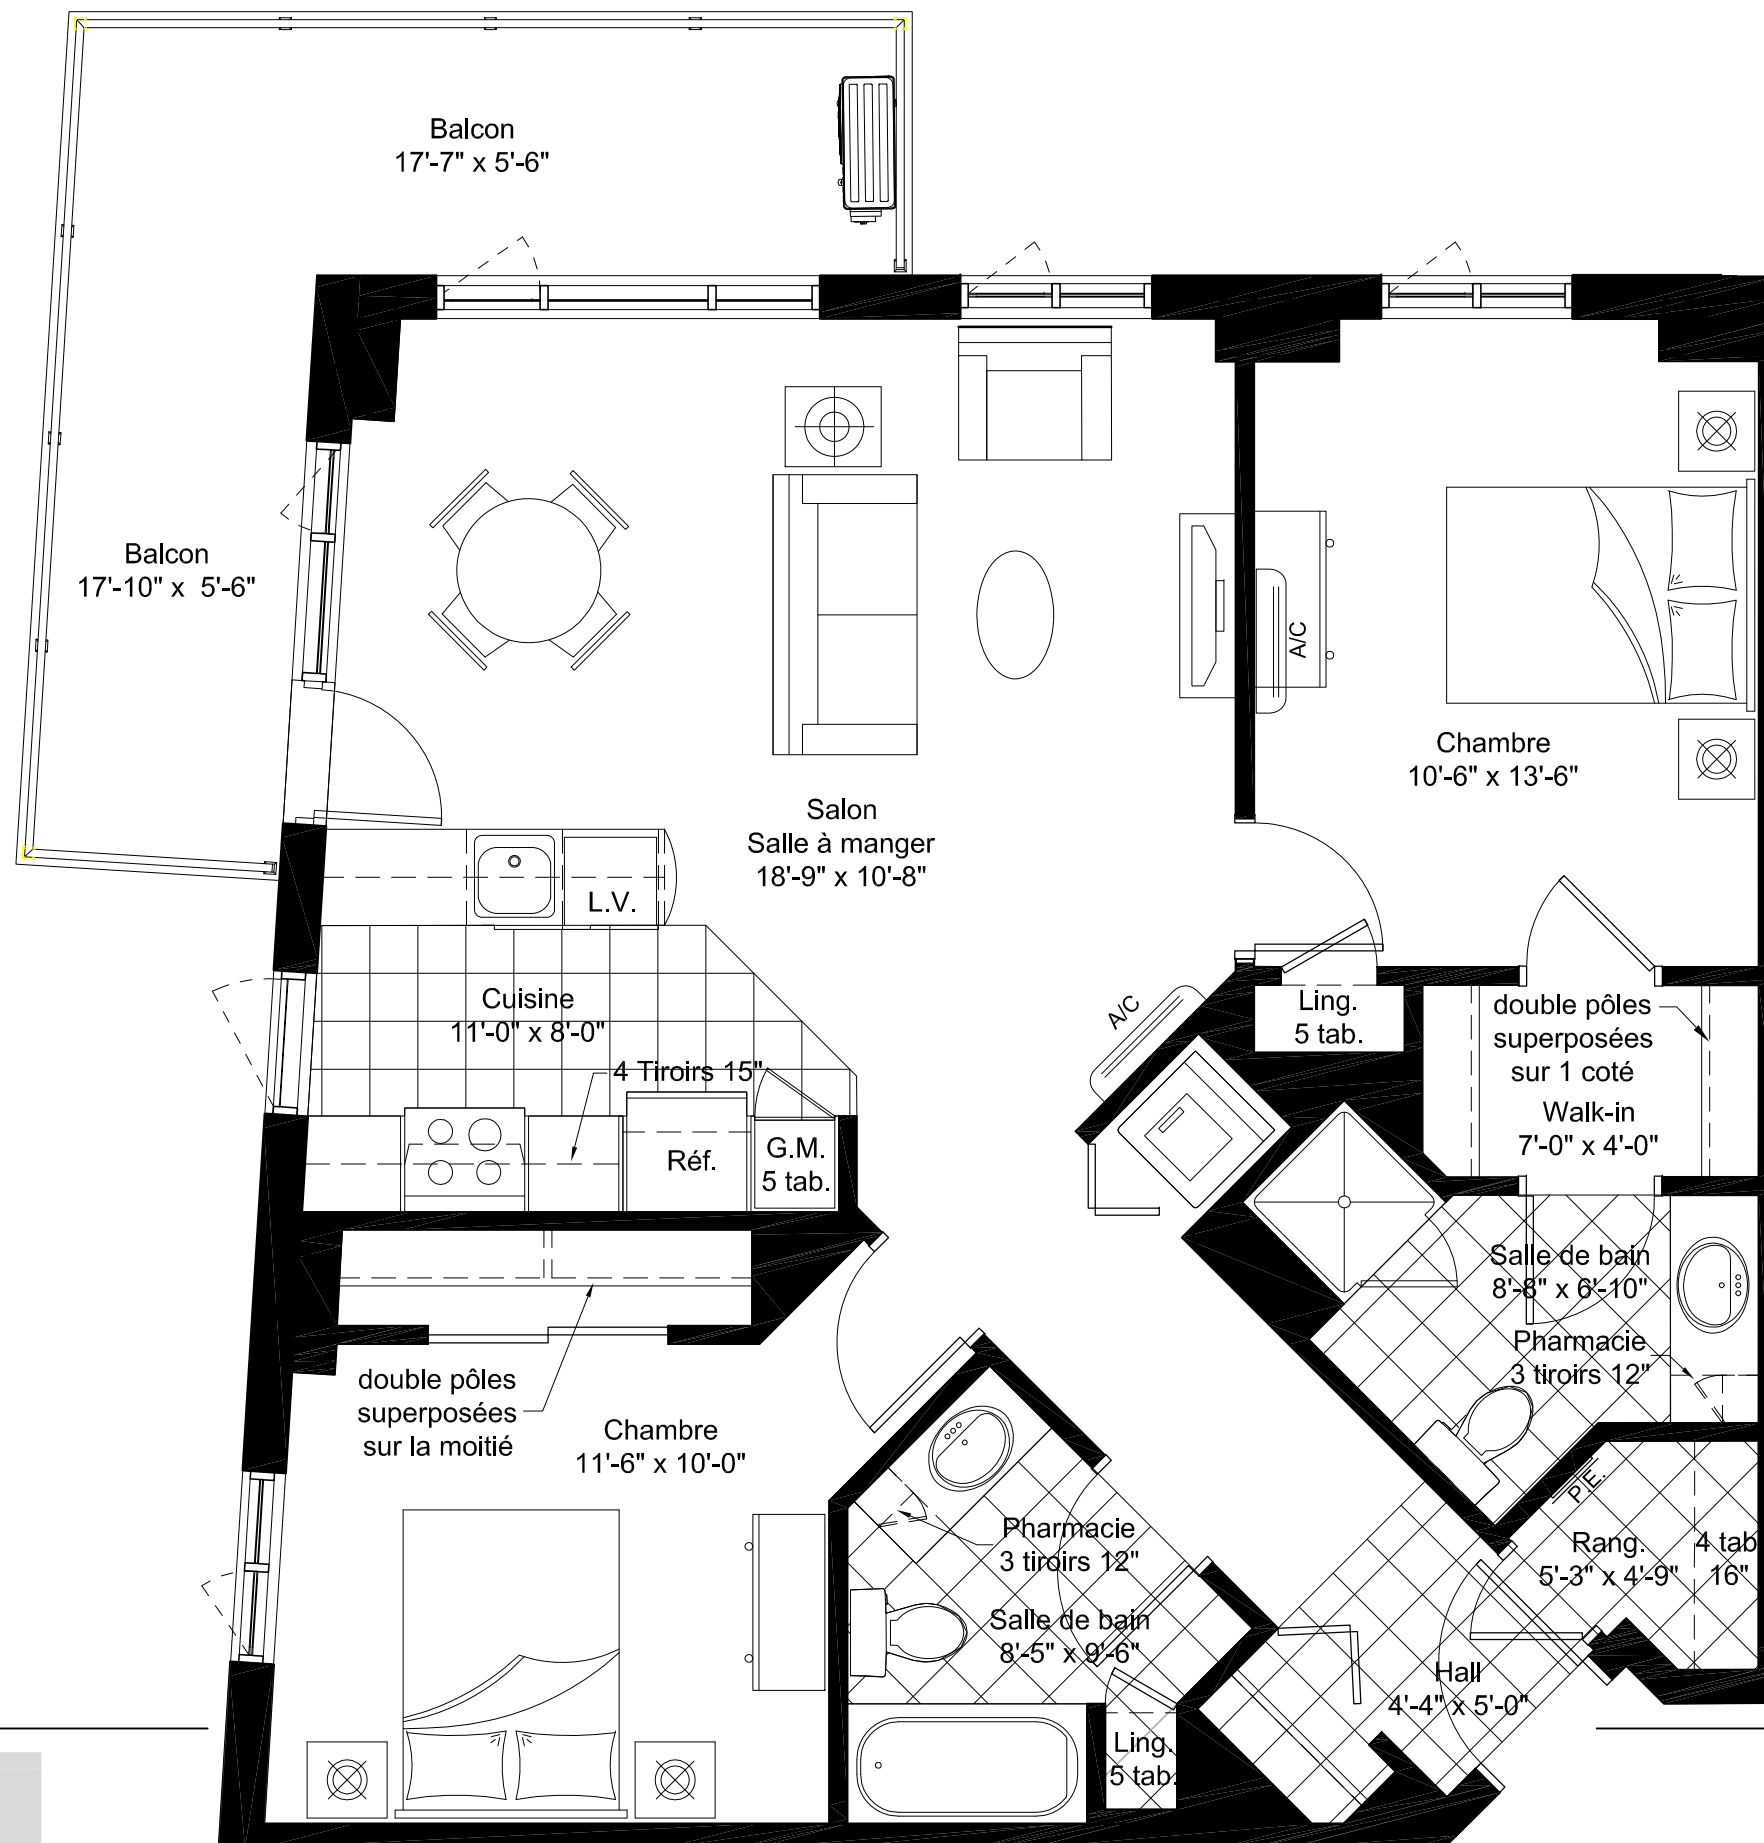 Balcon
17'-7" x 5'-6"
Balcon
17'-10" x 5'-6"
A/C
Chambre
10'-6" x 13'-6"
Salon
Salle à manger
18'-9" x 10'-8"
L.V.
Cuisine
11'-0" x 8'-0"
4 Tiroirs 15"
Réf.
G.M.
5 tab.
A/C
Ling.
5 tab.
double pôles
superposées
sur 1 coté
Walk-in
7'-0" x 4'-0"
Salle de bain
8'-8" x 6'-10"
Pharmacie
3 tiroirs 12"
double pôles
superposées
sur la moitié
Chambre
11'-6" x 10'-0"
P.E.
Rang.
5'-3" x 4'-9"
4 tab
16"
Pharmacie
3 tiroirs 12"
Salle de bain
8'-5" x 9'-6"
Hall
4'-4" x 5'-0"
Ling.
5 tab.